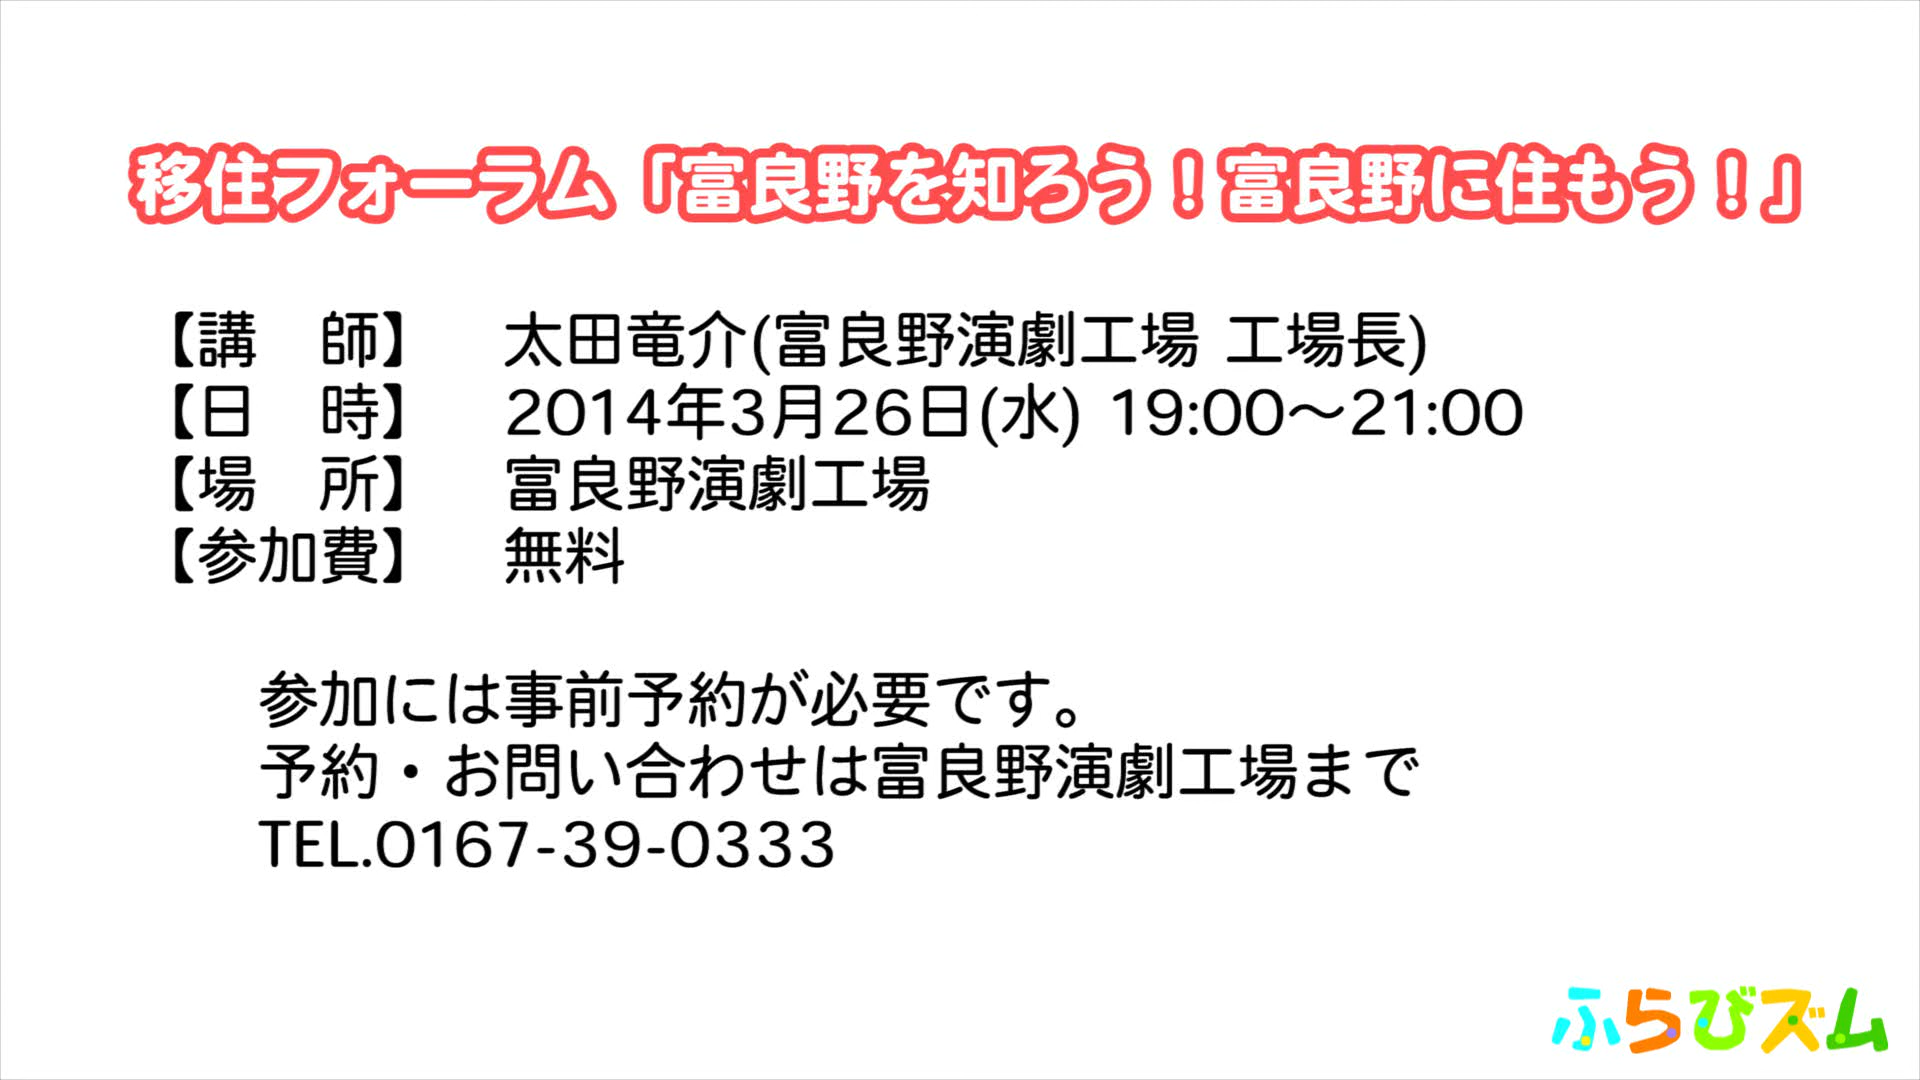 移住フォーラム「富良野を知ろう！富良野に住もう！」
【講　師】　太田竜介(富良野演劇工場 工場長)
【日　時】　2014年3月26日(水) 19:00～21:00
【場　所】　富良野演劇工場
【参加費】　無料
参加には事前予約が必要です。
予約・お問い合わせは富良野演劇工場まで
TEL.0167-39-0333
ふらびズム